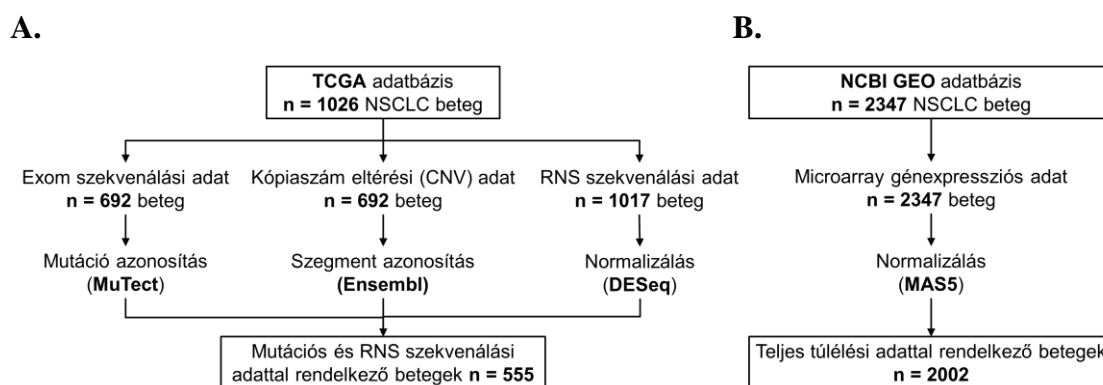 A.
TCGA adatbázis
n = 1026 NSCLC beteg
Exom szekvenálási adat
n = 692 beteg
Kópiaszám eltérési (CNV) adat
n = 692 beteg
RNS szekvenálási adat
n = 1017 beteg
Mutáció azonosítás
(MuTect)
Szegment azonosítás
(Ensembl)
Normalizálás
(DESeq)
Mutációs és RNS szekvenálási
adattal rendelkező betegek n = 555
B.
NCBI GEO adatbázis
n = 2347 NSCLC beteg
Microarray génexpressziós adat
n = 2347 beteg
Normalizálás
(MAS5)
Teljes túlélési adattal rendelkező betegek
n = 2002